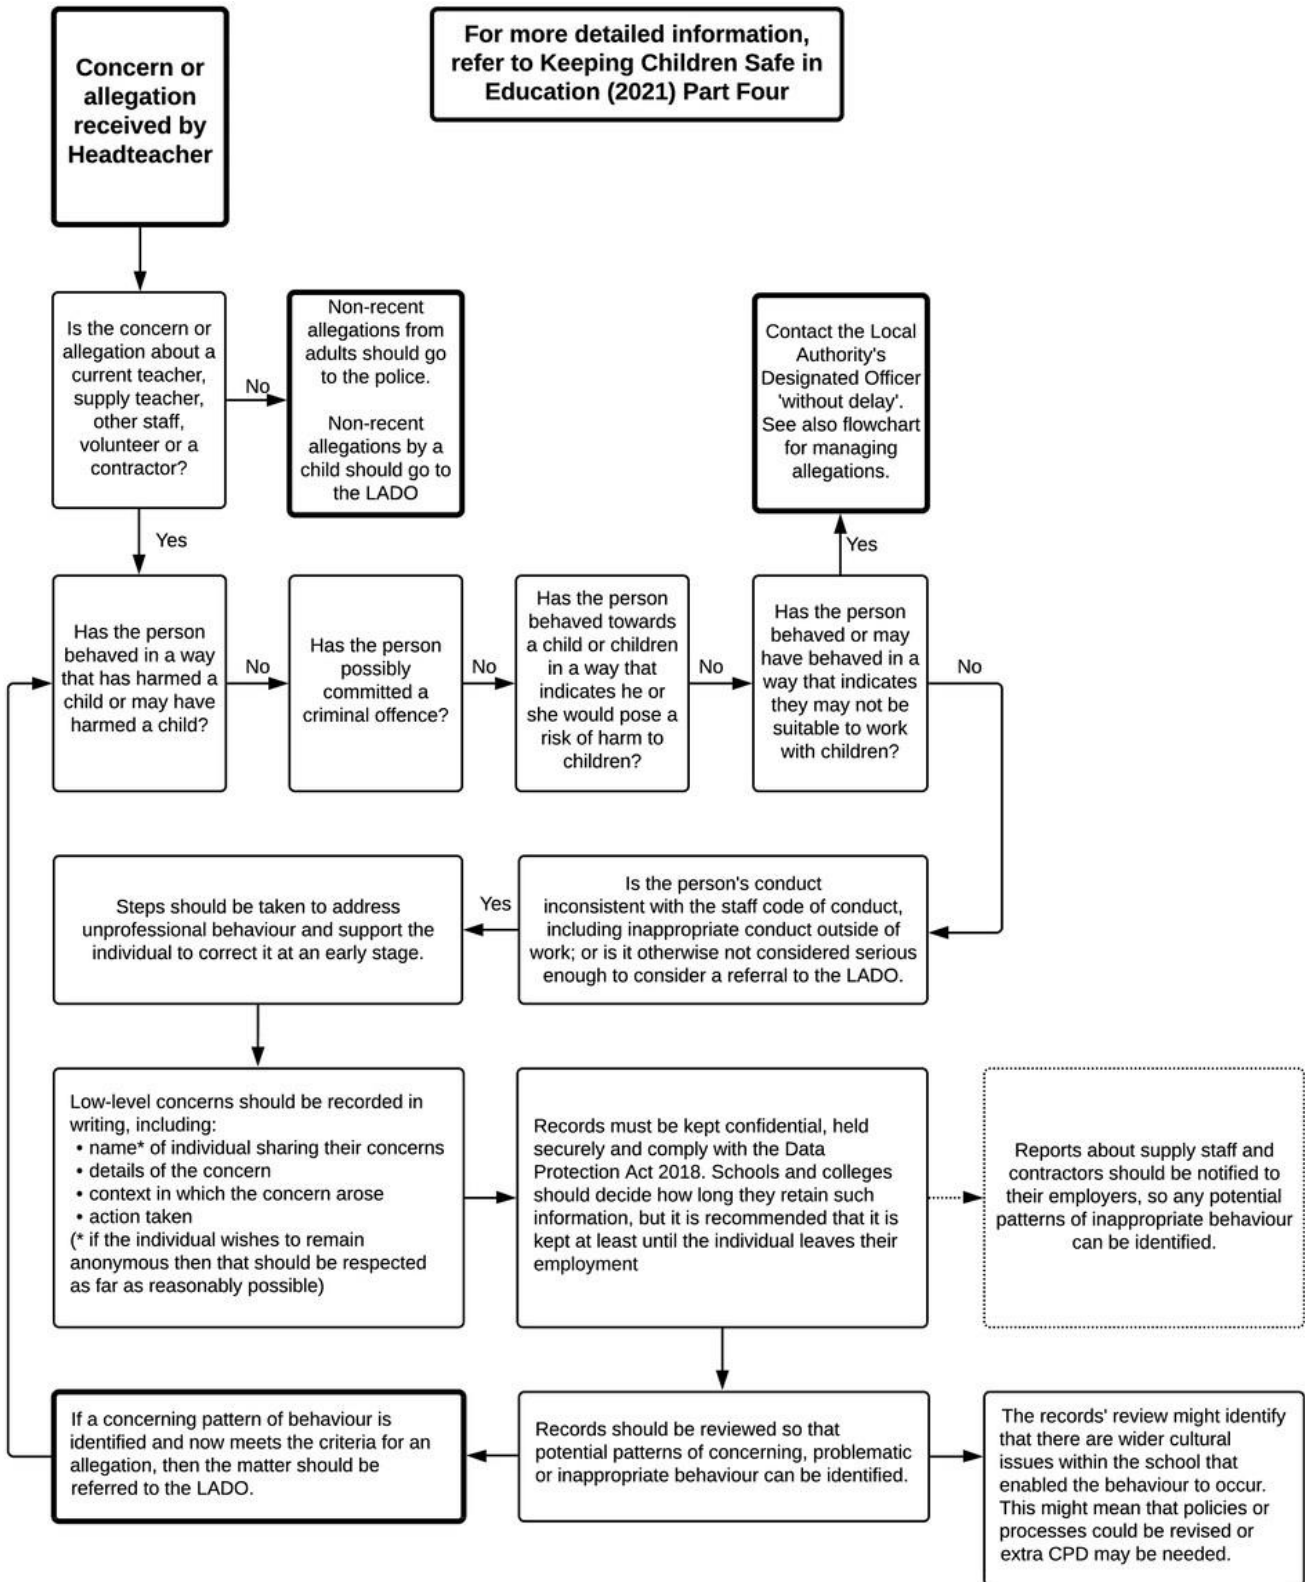 Concern or
allegation
received by
Headteacher
For more detailed information,
refer to Keeping Children Safe in
Education (2021) Part Four
Is the concern or
allegation about a
current teacher,
supply teacher,
other staff,
volunteer or a
contractor?
No
Non-recent
allegations from
adults should go
to the police.
Non-recent
allegations by a
child should go to
the LADO
Contact the Local
Authority's
Designated Officer
'without delay'.
See also flowchart
for managing
allegations.
Yes
Yes
Has the person
behaved in a way
that has harmed a
child or may have
harmed a child?
No
Has the person
possibly
committed a
criminal offence?
No
Has the person
behaved towards
a child or children
in a way that
indicates he or
she would pose a
risk of harm to
children?
No
Has the person
behaved or may
have behaved in a
way that indicates
they may not be
suitable to work
with children?
No
Steps should be taken to address
unprofessional behaviour and support the
individual to correct it at an early stage.
Yes
Is the person's conduct
inconsistent with the staff code of conduct,
including inappropriate conduct outside of
work; or is it otherwise not considered serious
enough to consider a referral to the LADO.
Low-level concerns should be recorded in
writing, including:
• name* of individual sharing their concerns
• details of the concern
• context in which the concern arose
• action taken
(* if the individual wishes to remain
anonymous then that should be respected
as far as reasonably possible)
Records must be kept confidential, held
securely and comply with the Data
Protection Act 2018. Schools and colleges
should decide how long they retain such
information, but it is recommended that it is
kept at least until the individual leaves their
employment
Reports about supply staff and
contractors should be notified to
their employers, so any potential
patterns of inappropriate behaviour
can be identified.
If a concerning pattern of behaviour is
identified and now meets the criteria for an
allegation, then the matter should be
referred to the LADO.
Records should be reviewed so that
potential patterns of concerning, problematic
or inappropriate behaviour can be identified.
The records' review might identify
that there are wider cultural
issues within the school that
enabled the behaviour to occur.
This might mean that policies or
processes could be revised or
extra CPD may be needed.